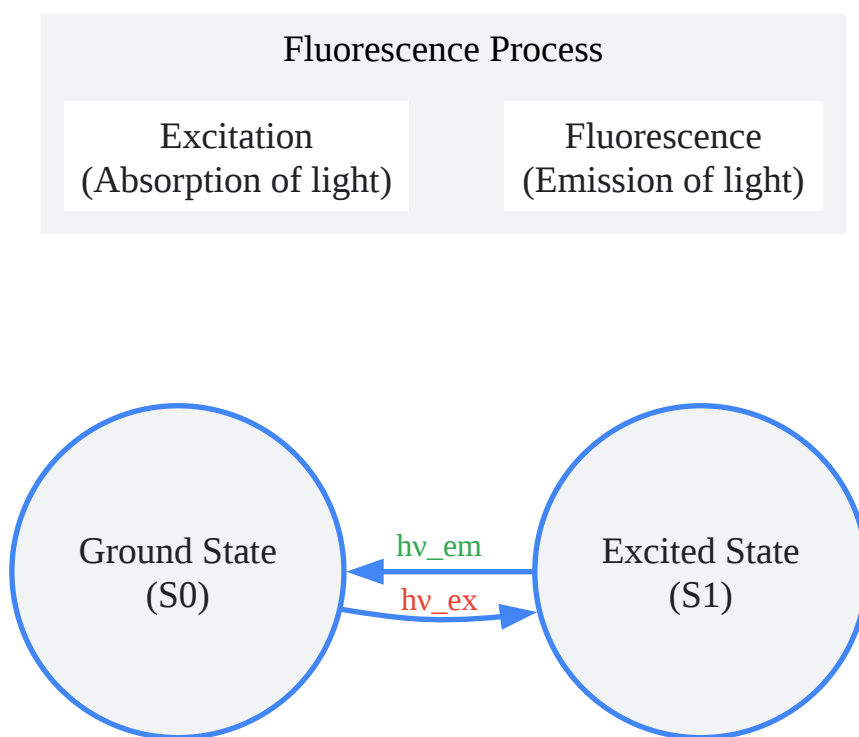 Fluorescence Process
Excitation
(Absorption of light)
Fluorescence
(Emission of light)
Ground State
(S0)
hν_em
hν_ex
Excited State
(S1)